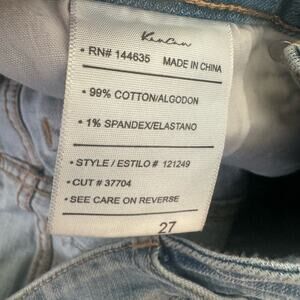 KanCan
• RN# 144635 MADE IN CHINA
• 99% COTTON/ALGODON
• 1% SPANDEX/ELASTANO
• STYLE / ESTILO # 121249
• CUT # 37704
• SEE CARE ON REVERSE
27